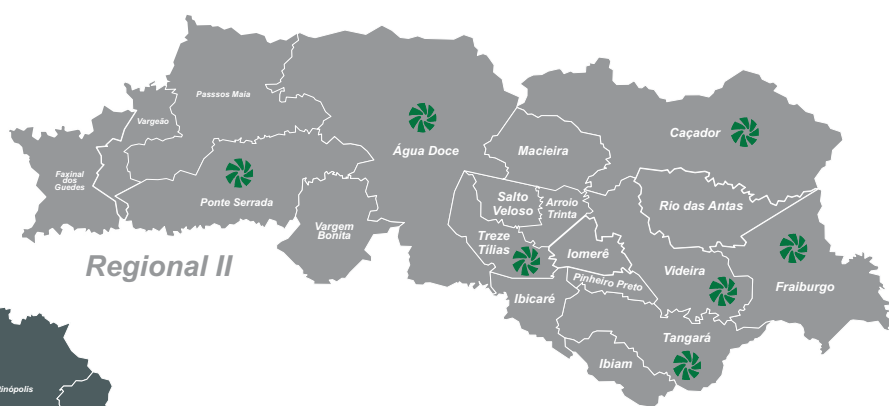 Passsos Maia
Vargeão
Faxinal
dos
Guedes
Ponte Serrada
Água Doce
Vargem
Bonita
Macieira
Caçador
Salto
Veloso
Arroio
Trinta
Rio das Antas
Treze
Tílias
Iomerê
Videira
Fraiburgo
Pinheiro Preto
Ibicaré
Tangará
Ibiam
Regional II
tinópolis